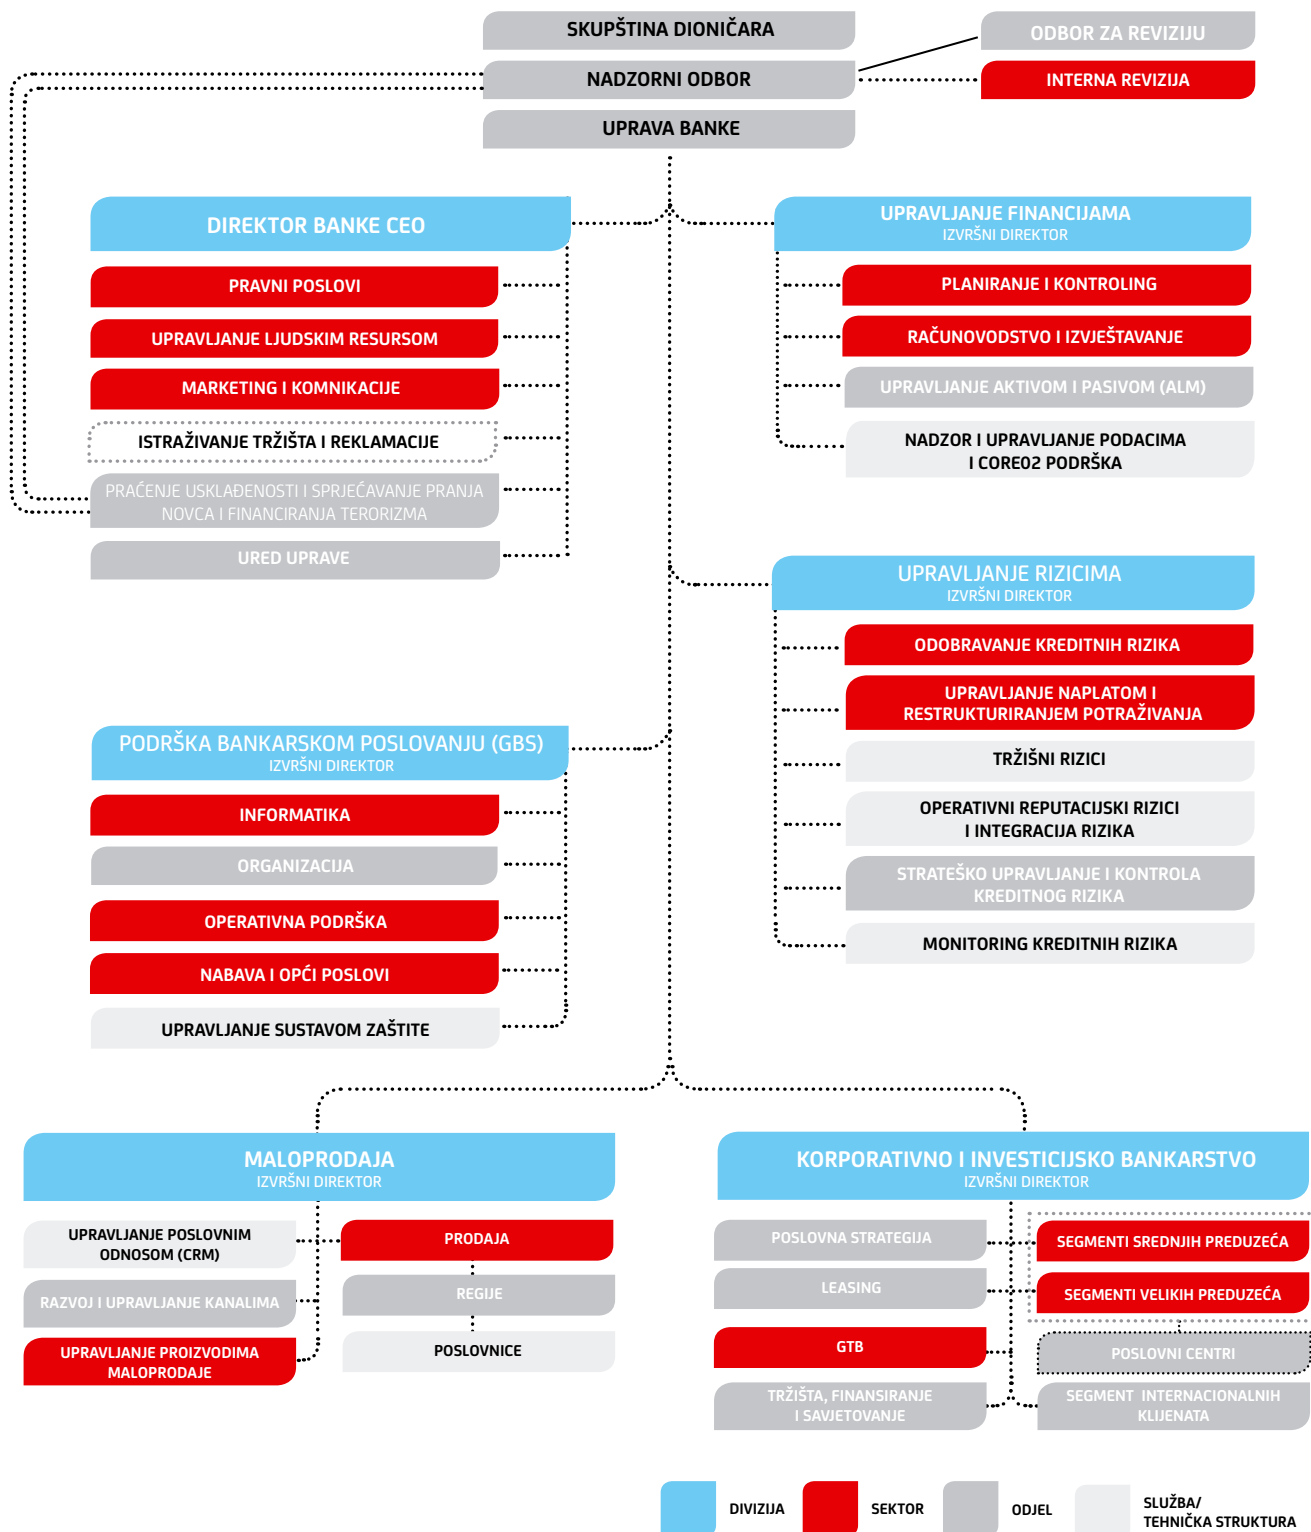 SKUPŠTINA DIONIČARA
ODBOR ZA REVIZIJU
NADZORNI ODBOR
INTERNA REVIZIJA
UPRAVA BANKE
DIREKTOR BANKE CEO
PRAVNI POSLOVI
UPRAVLJANJE LJUDSKIM RESURSOM
MARKETING I KOMNIKACIJE
ISTRAŽIVANJE TRŽIŠTA I REKLAMACIJE
PRAĆENJE USKLAĐENOSTI I SPRJEĆAVANJE PRANJA
NOVCA I FINANCIRANJA TERORIZMA
URED UPRAVE
UPRAVLJANJE FINANCIJAMA
IZVRŠNI DIREKTOR
PLANIRANJE I KONTROLING
RAČUNOVODSTVO I IZVJEŠTAVANJE
UPRAVLJANJE AKTIVOM I PASIVOM (ALM)
NADZOR I UPRAVLJANJE PODACIMA
I CORE02 PODRŠKA
UPRAVLJANJE RIZICIMA
IZVRŠNI DIREKTOR
ODOBRAVANJE KREDITNIH RIZIKA
UPRAVLJANJE NAPLATOM I
RESTRUKTURIRANJEM POTRAŽIVANJA
TRŽIŠNI RIZICI
OPERATIVNI REPUTACIJSKI RIZICI
I INTEGRACIJA RIZIKA
STRATEŠKO UPRAVLJANJE I KONTROLA
KREDITNOG RIZIKA
MONITORING KREDITNIH RIZIKA
PODRŠKA BANKARSKOM POSLOVANJU (GBS)
IZVRŠNI DIREKTOR
INFORMATIKA
ORGANIZACIJA
OPERATIVNA PODRŠKA
NABAVA I OPĆI POSLOVI
UPRAVLJANJE SUSTAVOM ZAŠTITE
MALOPRODAJA
IZVRŠNI DIREKTOR
UPRAVLJANJE POSLOVNIM
ODNOSOM (CRM)
RAZVOJ I UPRAVLJANJE KANALIMA
UPRAVLJANJE PROIZVODIMA
MALOPRODAJE
PRODAJA
REGIJE
POSLOVNICE
KORPORATIVNO I INVESTICIJSKO BANKARSTVO
IZVRŠNI DIREKTOR
POSLOVNA STRATEGIJA
LEASING
GTB
TRŽIŠTA, FINANSIRANJE
I SAVJETOVANJE
SEGMENTI SREDNJIH PREDUZEĆA
SEGMENTI VELIKIH PREDUZEĆA
POSLOVNI CENTRI
SEGMENT INTERNACIONALNIH
KLIJENATA
DIVIZIJA
SEKTOR
ODJEL
SLUŽBA/
TEHNIČKA STRUKTURA